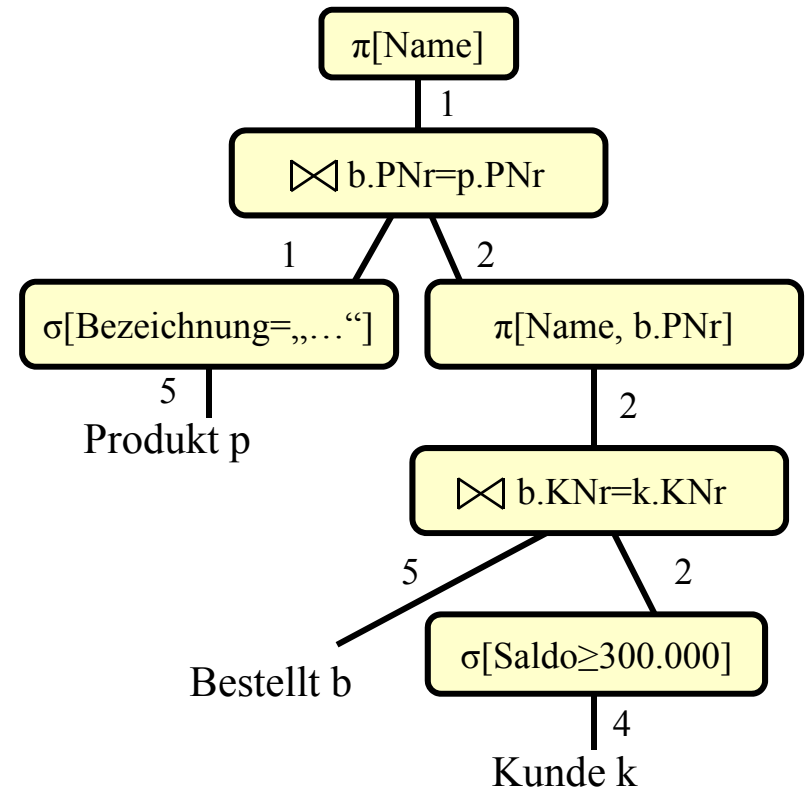 π[Name]
1
⋈ b.PNr=p.PNr
1
2
σ[Bezeichnung=„…“]
π[Name, b.PNr]
5
2
Produkt p
⋈ b.KNr=k.KNr
5
2
Bestellt b
σ[Saldo≥300.000]
4
Kunde k